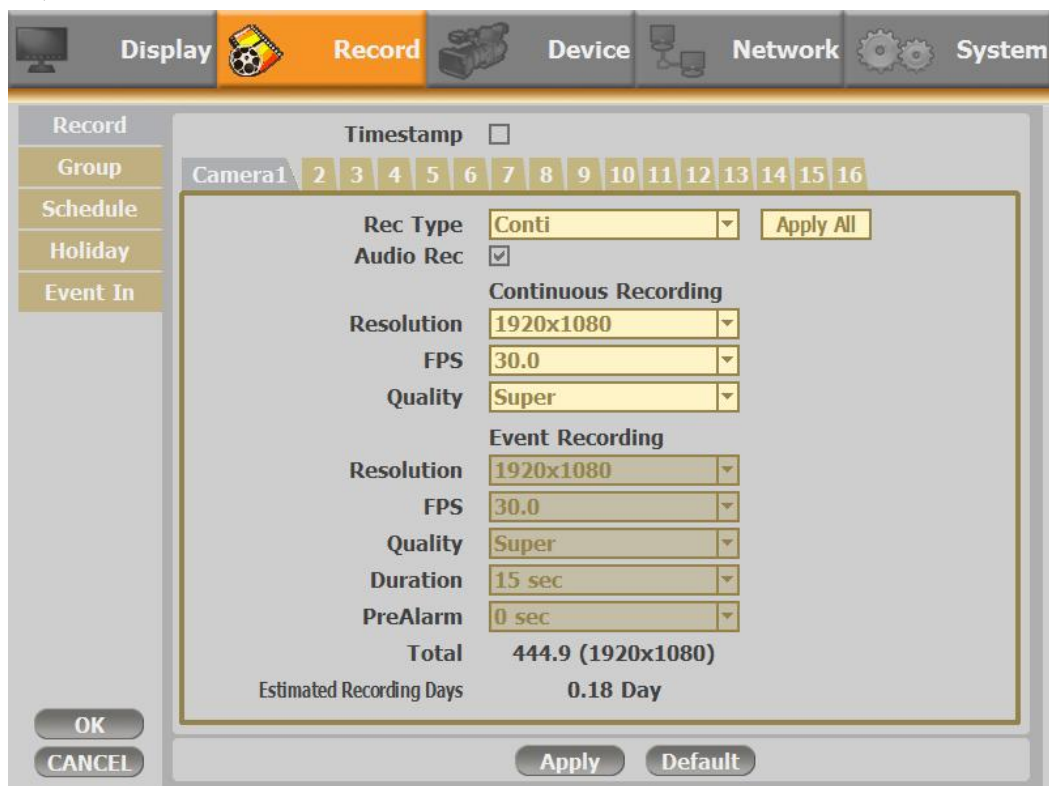 Display Record Device Network System
Record
Group
Schedule
Holiday
Event In
Timestamp
Camera1 2 3 4 5 6 7 8 9 10 11 12 13 14 15 16
Rec Type Conti Apply All
Audio Rec
Continuous Recording
Resolution 1920x1080
FPS 30.0
Quality Super
Event Recording
Resolution 1920x1080
FPS 30.0
Quality Super
Duration 15 sec
PreAlarm 0 sec
Total 444.9 (1920x1080)
Estimated Recording Days 0.18 Day
OK
CANCEL
Apply Default